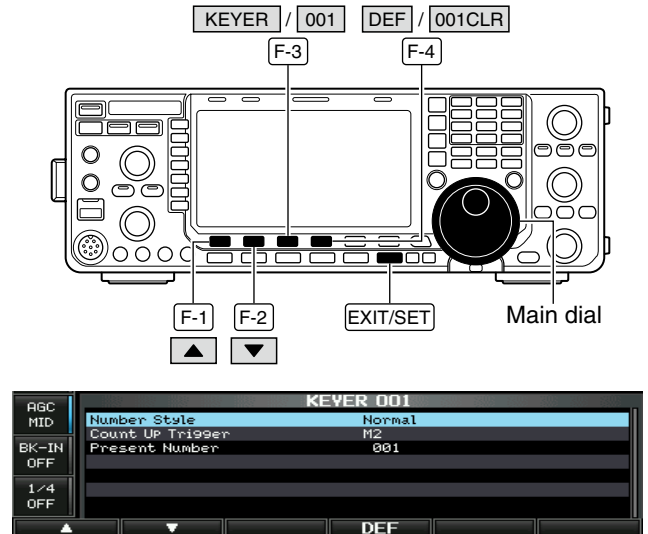 KEYER / 001 DEF / 001CLR
F-3 F-4
F-1 F-2 EXIT/SET Main dial
▲ ▼
KEYER 001
AGC
MID
BK-IN
OFF
1/4
OFF
Number Style Normal
Count Up Trigger M2
Present Number 001
▲ ▼ DEF